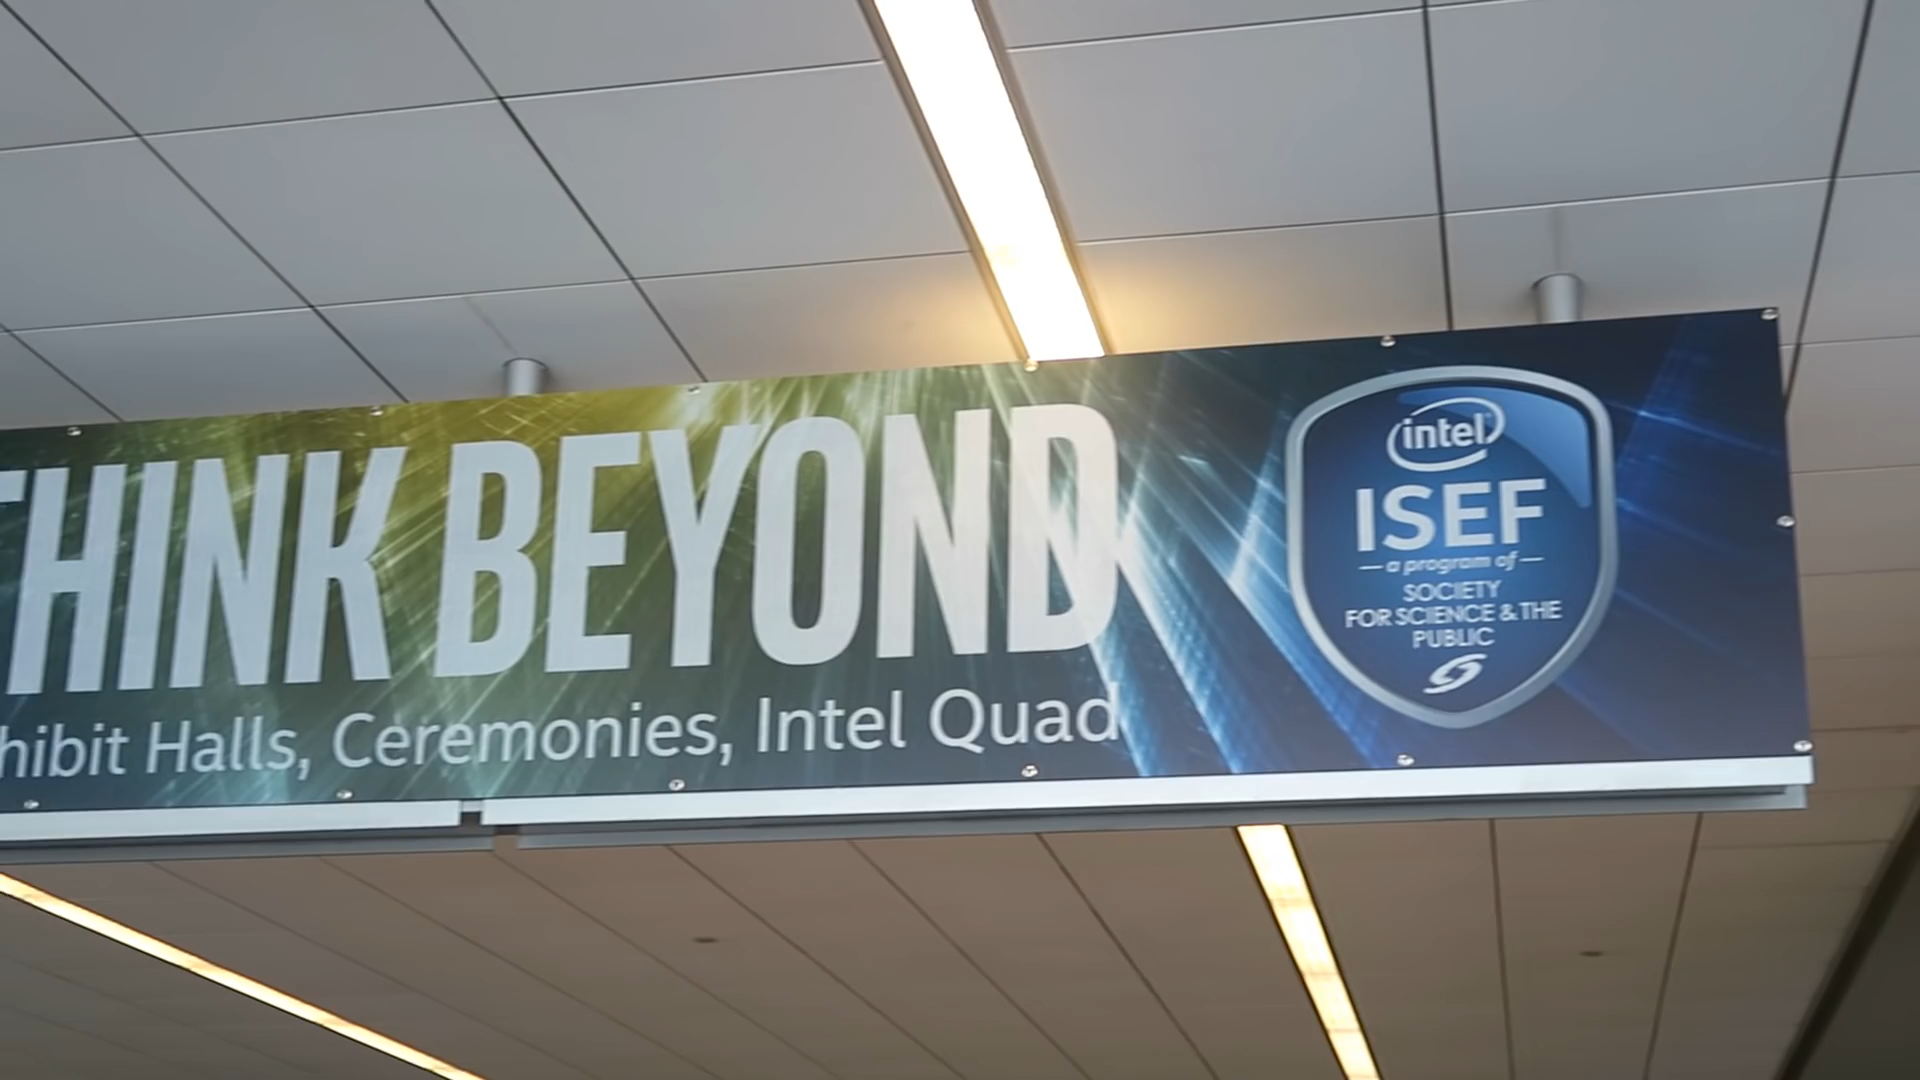 THINK BEYOND
hibit Halls, Ceremonies, Intel Quad
intel
ISEF
— a program of —
SOCIETY
FOR SCIENCE & THE
PUBLIC